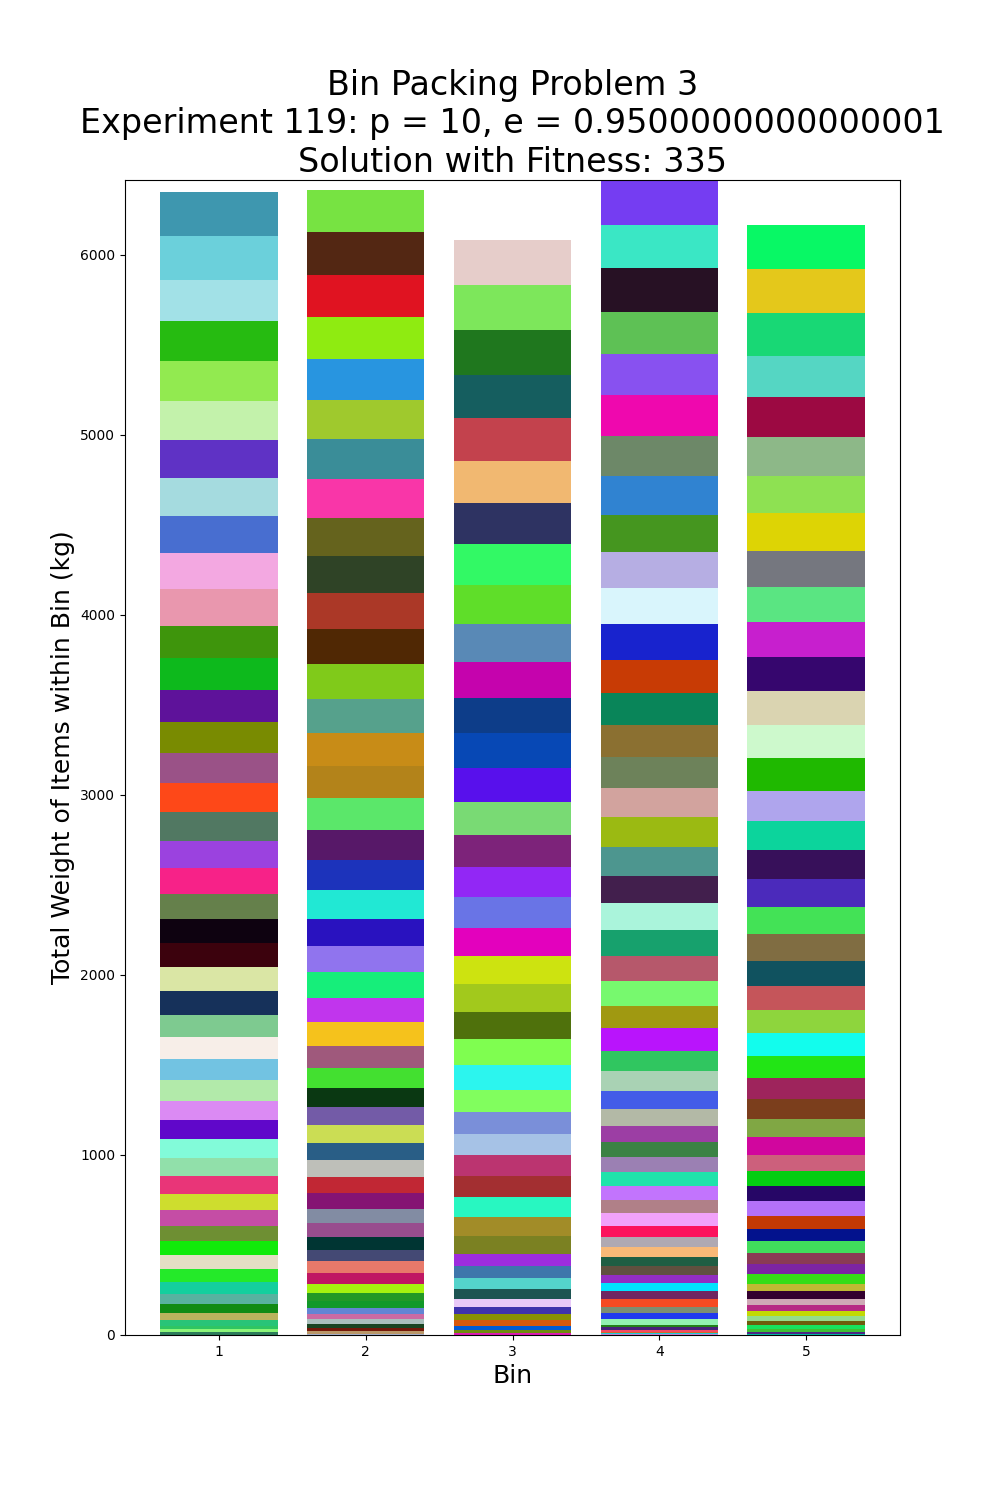 Bin Packing Problem 3
Experiment 119: p = 10, e = 0.9500000000000001
Solution with Fitness: 335
6000
5000
4000
3000
2000
1000
0
Total Weight of Items within Bin (kg)
1 2 3 4 5
Bin